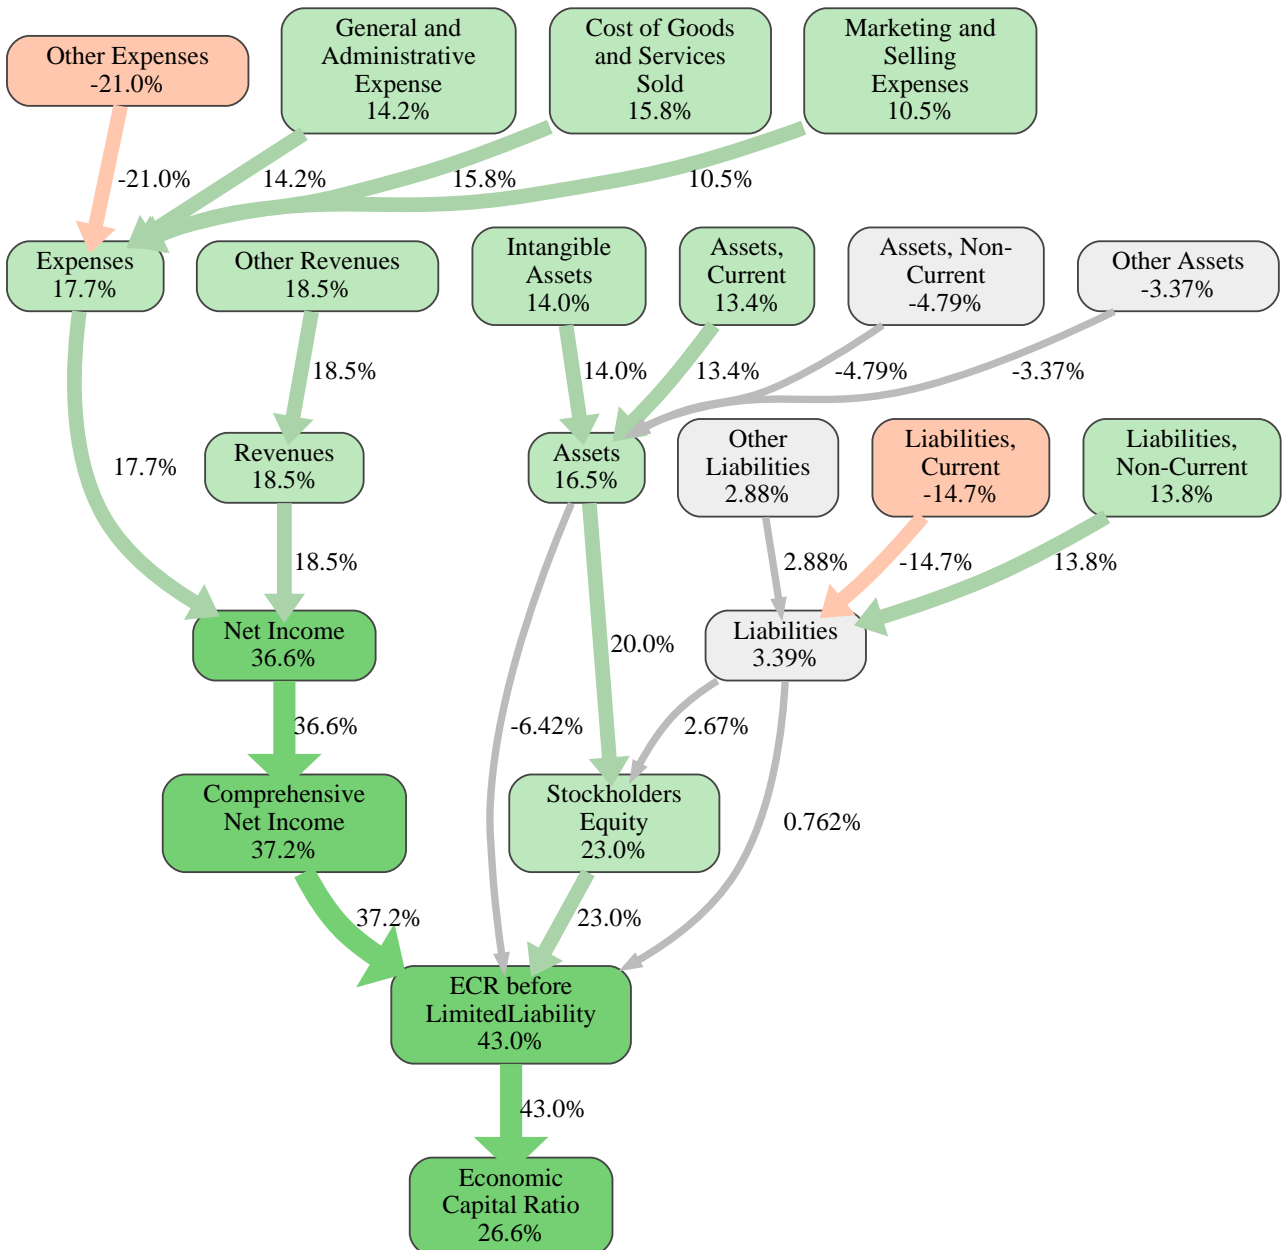 Other Expenses
-21.0%
General and
Administrative
Expense
14.2%
Cost of Goods
and Services
Sold
15.8%
Marketing and
Selling
Expenses
10.5%
-21.0%
14.2%
15.8%
10.5%
Expenses
17.7%
Other Revenues
18.5%
Intangible
Assets
14.0%
Assets,
Current
13.4%
Assets, Non-
Current
-4.79%
Other Assets
-3.37%
18.5%
14.0%
13.4%
-4.79%
-3.37%
17.7%
Revenues
18.5%
Assets
16.5%
Other
Liabilities
2.88%
Liabilities,
Current
-14.7%
Liabilities,
Non-Current
13.8%
18.5%
2.88%
-14.7%
13.8%
Net Income
36.6%
20.0%
Liabilities
3.39%
36.6%
-6.42%
2.67%
Comprehensive
Net Income
37.2%
Stockholders
Equity
23.0%
0.762%
37.2%
23.0%
ECR before
LimitedLiability
43.0%
43.0%
Economic
Capital Ratio
26.6%